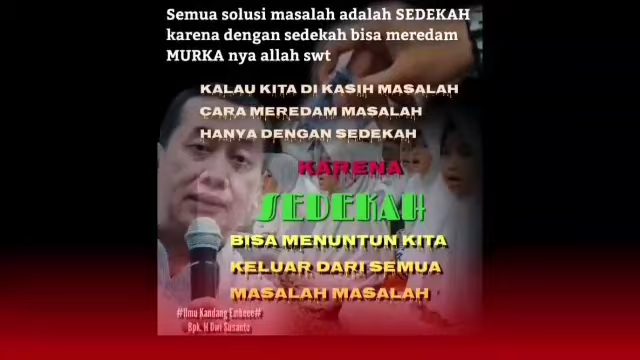 Semua solusi masalah adalah SEDEKAH
karena dengan sedekah bisa meredam
MURKA nya allah swt
KALAU KITA DI KASIH MASALAH
CARA MEREDAM MASALAH
HANYA DENGAN SEDEKAH
KARENA
SEDEKAH
BISA MENUNTUN KITA
KELUAR DARI SEMUA
MASALAH MASALAH
#Ilmu Kandang Embeee#
Bpk. H Dwi Susanto